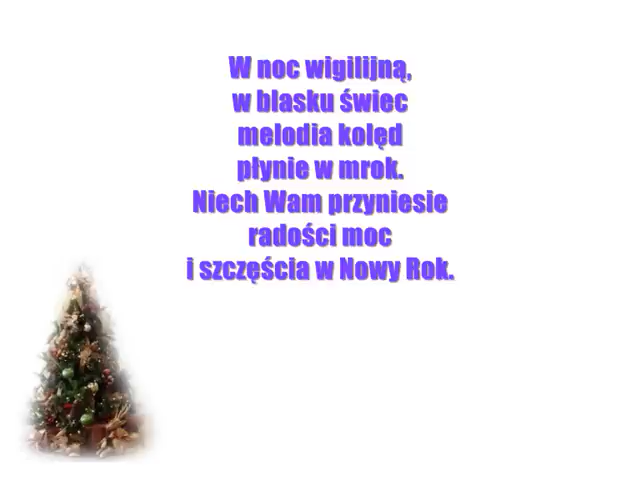 W noc wigilijną,
w blasku świec
melodia kolęd
płynie w mrok.
Niech Wam przyniesie
radości moc
i szczęścia w Nowy Rok.